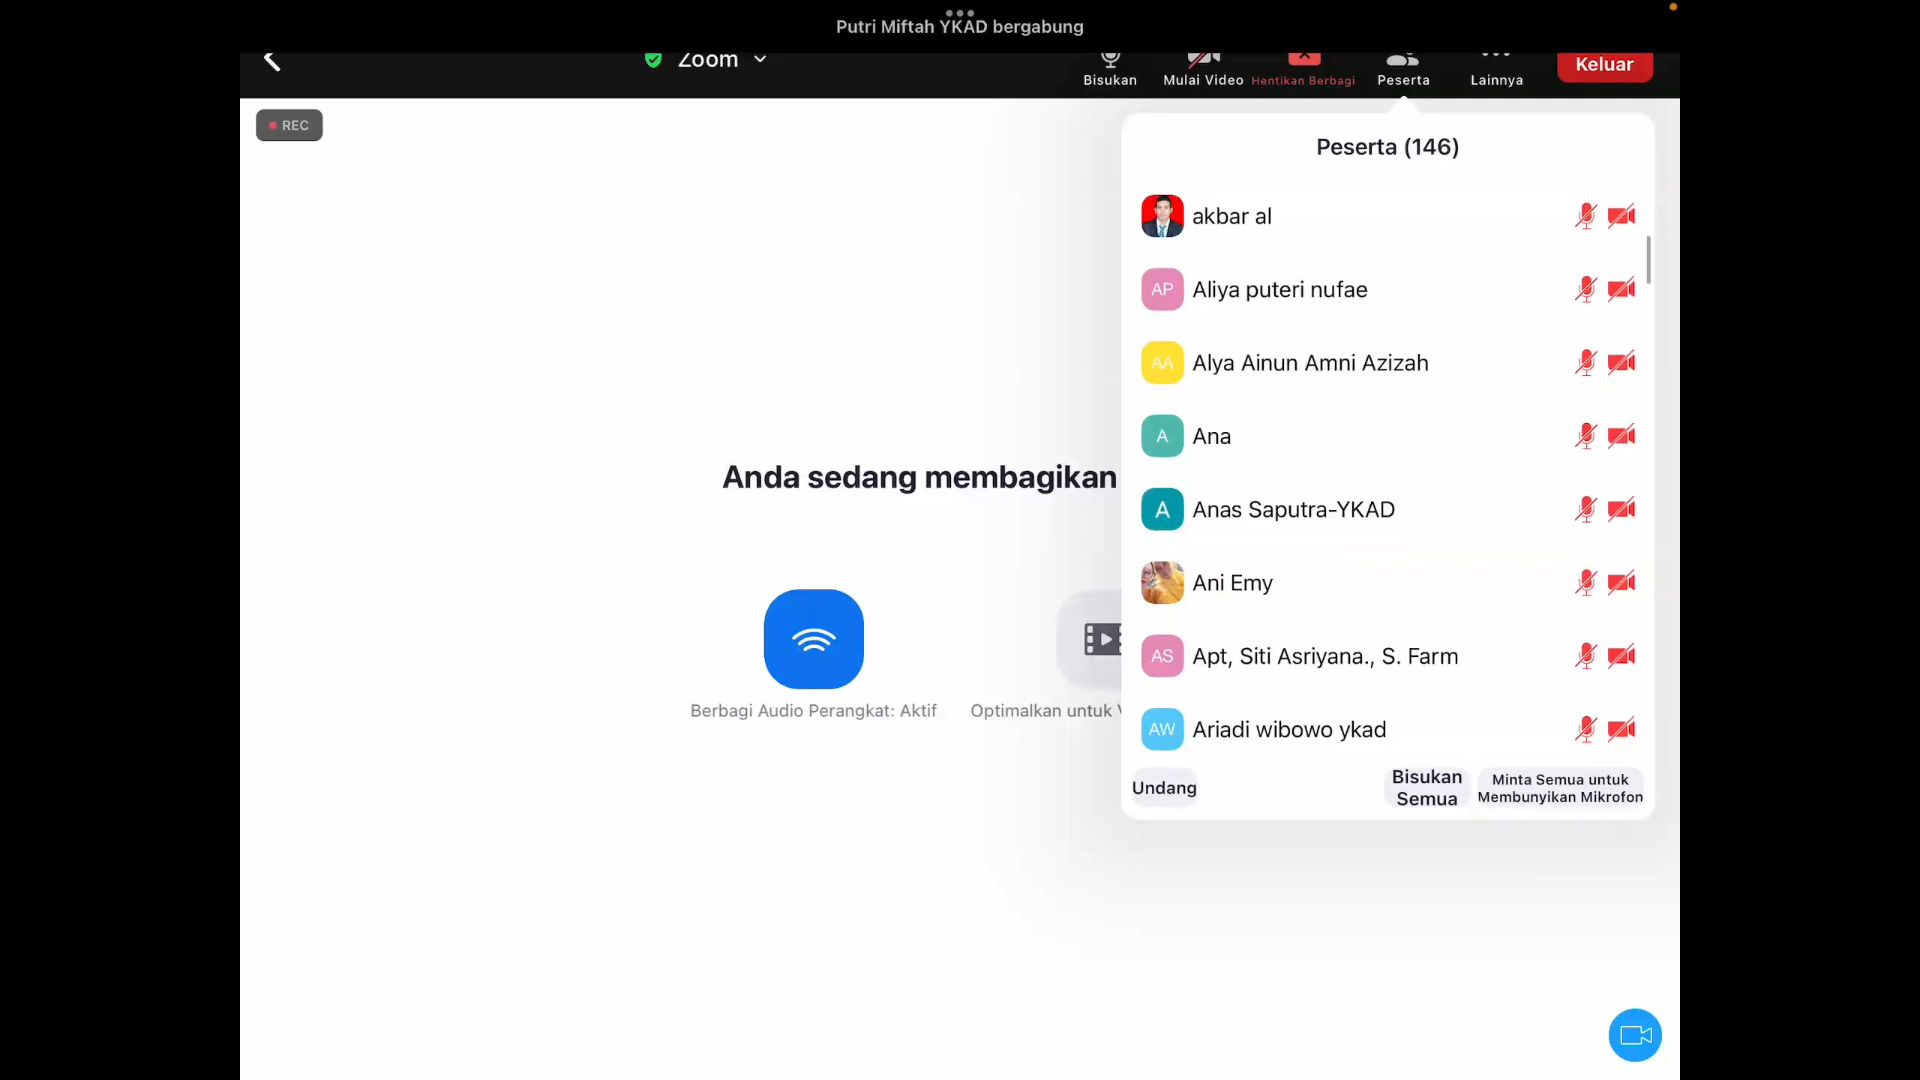 Putri Miftah YKAD bergabung
Zoom
Bisukan
Mulai Video
Hentikan Berbagi
Peserta
Lainnya
Keluar
REC
Peserta (146)
akbar al
AP Aliya puteri nufae
AA Alya Ainun Amni Azizah
A Ana
A Anas Saputra-YKAD
Ani Emy
AS Apt, Siti Asriyana., S. Farm
AW Ariadi wibowo ykad
Undang
Bisukan
Semua
Minta Semua untuk
Membunyikan Mikrofon
Anda sedang membagikan
Berbagi Audio Perangkat: Aktif
Optimalkan untuk